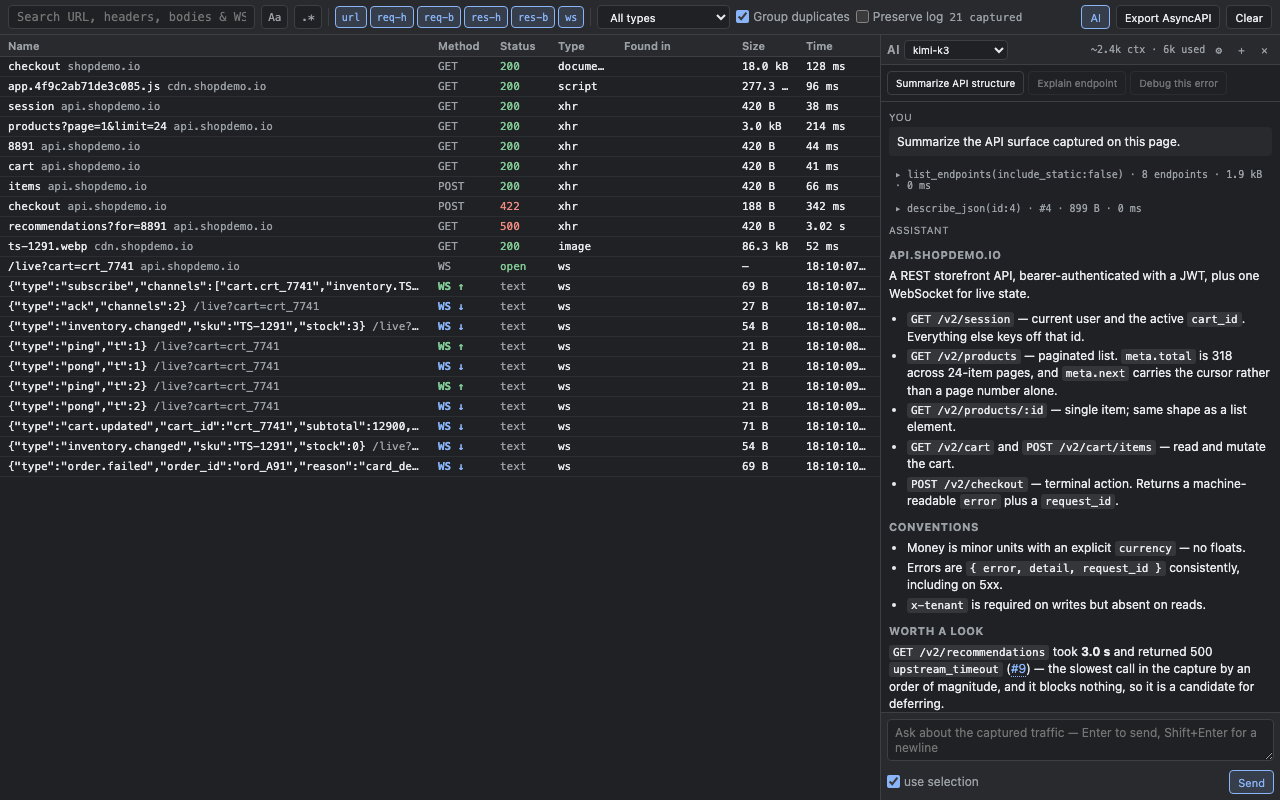 Search URL, headers, bodies & WS Aa .* url req-h req-b res-h res-b ws All types Group duplicates Preserve log 21 captured AI Export AsyncAPI Clear
Name Method Status Type Found in Size Time
checkout shopdemo.io GET 200 docume… 18.0 kB 128 ms
app.4f9c2ab71de3c085.js cdn.shopdemo.io GET 200 script 277.3 … 96 ms
session api.shopdemo.io GET 200 xhr 420 B 38 ms
products?page=1&limit=24 api.shopdemo.io GET 200 xhr 3.0 kB 214 ms
8891 api.shopdemo.io GET 200 xhr 420 B 44 ms
cart api.shopdemo.io GET 200 xhr 420 B 41 ms
items api.shopdemo.io POST 200 xhr 420 B 66 ms
checkout api.shopdemo.io POST 422 xhr 188 B 342 ms
recommendations?for=8891 api.shopdemo.io GET 500 xhr 420 B 3.02 s
ts-1291.webp cdn.shopdemo.io GET 200 image 86.3 kB 52 ms
/live?cart=crt_7741 api.shopdemo.io WS open ws — 18:10:07…
{"type":"subscribe","channels":["cart.crt_7741","inventory.TS… WS ↑ text ws 69 B 18:10:07…
{"type":"ack","channels":2} /live?cart=crt_7741 WS ↓ text ws 27 B 18:10:07…
{"type":"inventory.changed","sku":"TS-1291","stock":3} /live?… WS ↓ text ws 54 B 18:10:08…
{"type":"ping","t":1} /live?cart=crt_7741 WS ↑ text ws 21 B 18:10:08…
{"type":"pong","t":1} /live?cart=crt_7741 WS ↓ text ws 21 B 18:10:09…
{"type":"ping","t":2} /live?cart=crt_7741 WS ↑ text ws 21 B 18:10:09…
{"type":"pong","t":2} /live?cart=crt_7741 WS ↓ text ws 21 B 18:10:09…
{"type":"cart.updated","cart_id":"crt_7741","subtotal":12900,… WS ↓ text ws 71 B 18:10:10…
{"type":"inventory.changed","sku":"TS-1291","stock":0} /live?… WS ↓ text ws 54 B 18:10:10…
{"type":"order.failed","order_id":"ord_A91","reason":"card_de… WS ↓ text ws 69 B 18:10:10…
AI kimi-k3 ~2.4k ctx · 6k used ⚙ + ×
Summarize API structure Explain endpoint Debug this error
YOU
Summarize the API surface captured on this page.
▸ list_endpoints(include_static:false) · 8 endpoints · 1.9 kB
· 0 ms
▸ describe_json(id:4) · #4 · 899 B · 0 ms
ASSISTANT
API.SHOPDEMO.IO
A REST storefront API, bearer-authenticated with a JWT, plus one
WebSocket for live state.
• GET /v2/session — current user and the active cart_id.
Everything else keys off that id.
• GET /v2/products — paginated list. meta.total is 318
across 24-item pages, and meta.next carries the cursor rather
than a page number alone.
• GET /v2/products/:id — single item; same shape as a list
element.
• GET /v2/cart and POST /v2/cart/items — read and mutate
the cart.
• POST /v2/checkout — terminal action. Returns a machine-
readable error plus a request_id.
CONVENTIONS
• Money is minor units with an explicit currency — no floats.
• Errors are { error, detail, request_id } consistently,
including on 5xx.
• x-tenant is required on writes but absent on reads.
WORTH A LOOK
GET /v2/recommendations took 3.0 s and returned 500
upstream_timeout (#9) — the slowest call in the capture by an
order of magnitude, and it blocks nothing, so it is a candidate for
deferring.
Ask about the captured traffic — Enter to send, Shift+Enter for a
newline
use selection Send